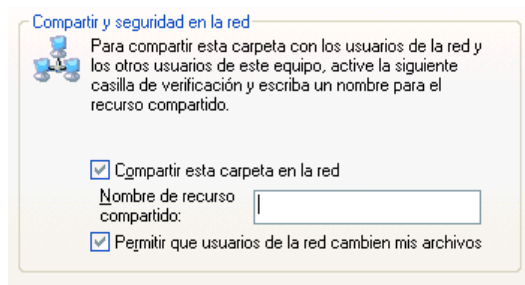 Compartir y seguridad en la red
Para compartir esta carpeta con los usuarios de la red y
los otros usuarios de este equipo, active la siguiente
casilla de verificación y escriba un nombre para el
recurso compartido.
Compartir esta carpeta en la red
Nombre de recurso
compartido:
Permitir que usuarios de la red cambien mis archivos